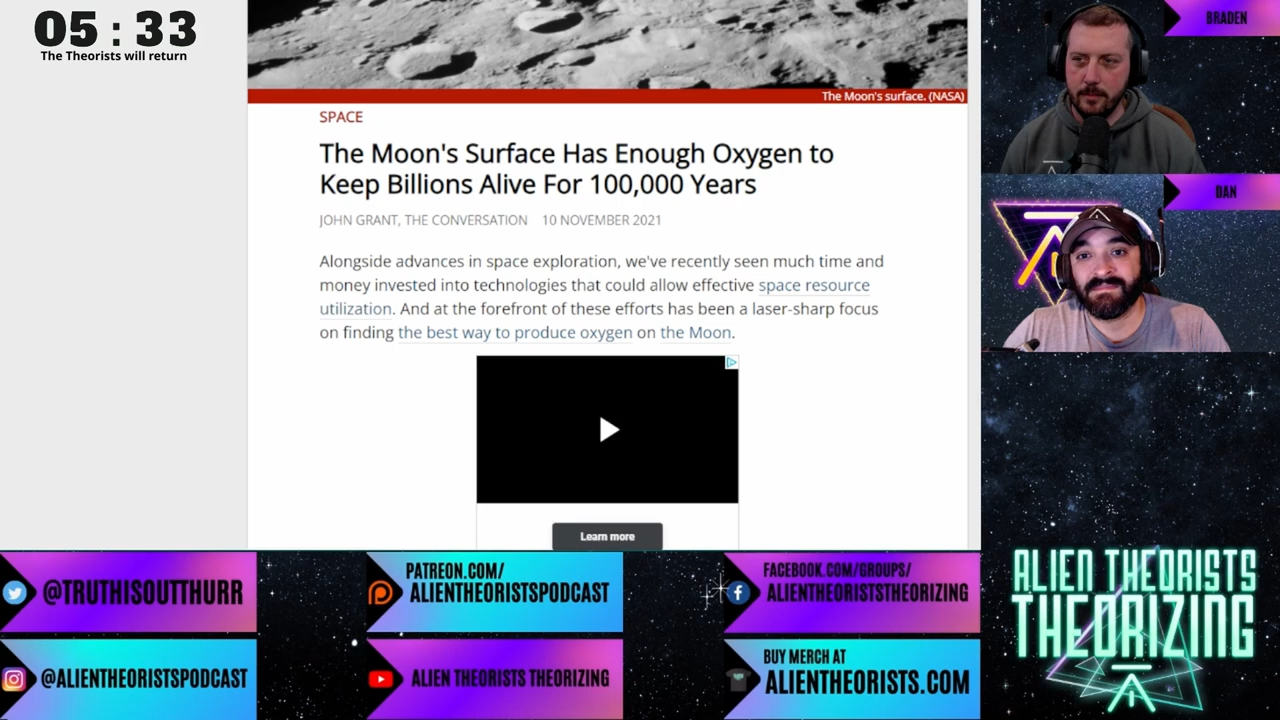 05 : 33
The Theorists will return
The Moon's surface. (NASA)
SPACE
The Moon's Surface Has Enough Oxygen to
Keep Billions Alive For 100,000 Years
JOHN GRANT, THE CONVERSATION 10 NOVEMBER 2021
Alongside advances in space exploration, we've recently seen much time and
money invested into technologies that could allow effective space resource
utilization. And at the forefront of these efforts has been a laser-sharp focus
on finding the best way to produce oxygen on the Moon.
Learn more
BRADEN
DAN
@TRUTHISOUTTHURR
PATREON.COM/
ALIENTHEORISTSPODCAST
FACEBOOK.COM/GROUPS/
ALIENTHEORISTSTHEORIZING
@ALIENTHEORISTSPODCAST
ALIEN THEORISTS THEORIZING
BUY MERCH AT
ALIENTHEORISTS.COM
ALIEN THEORISTS
THEORIZING